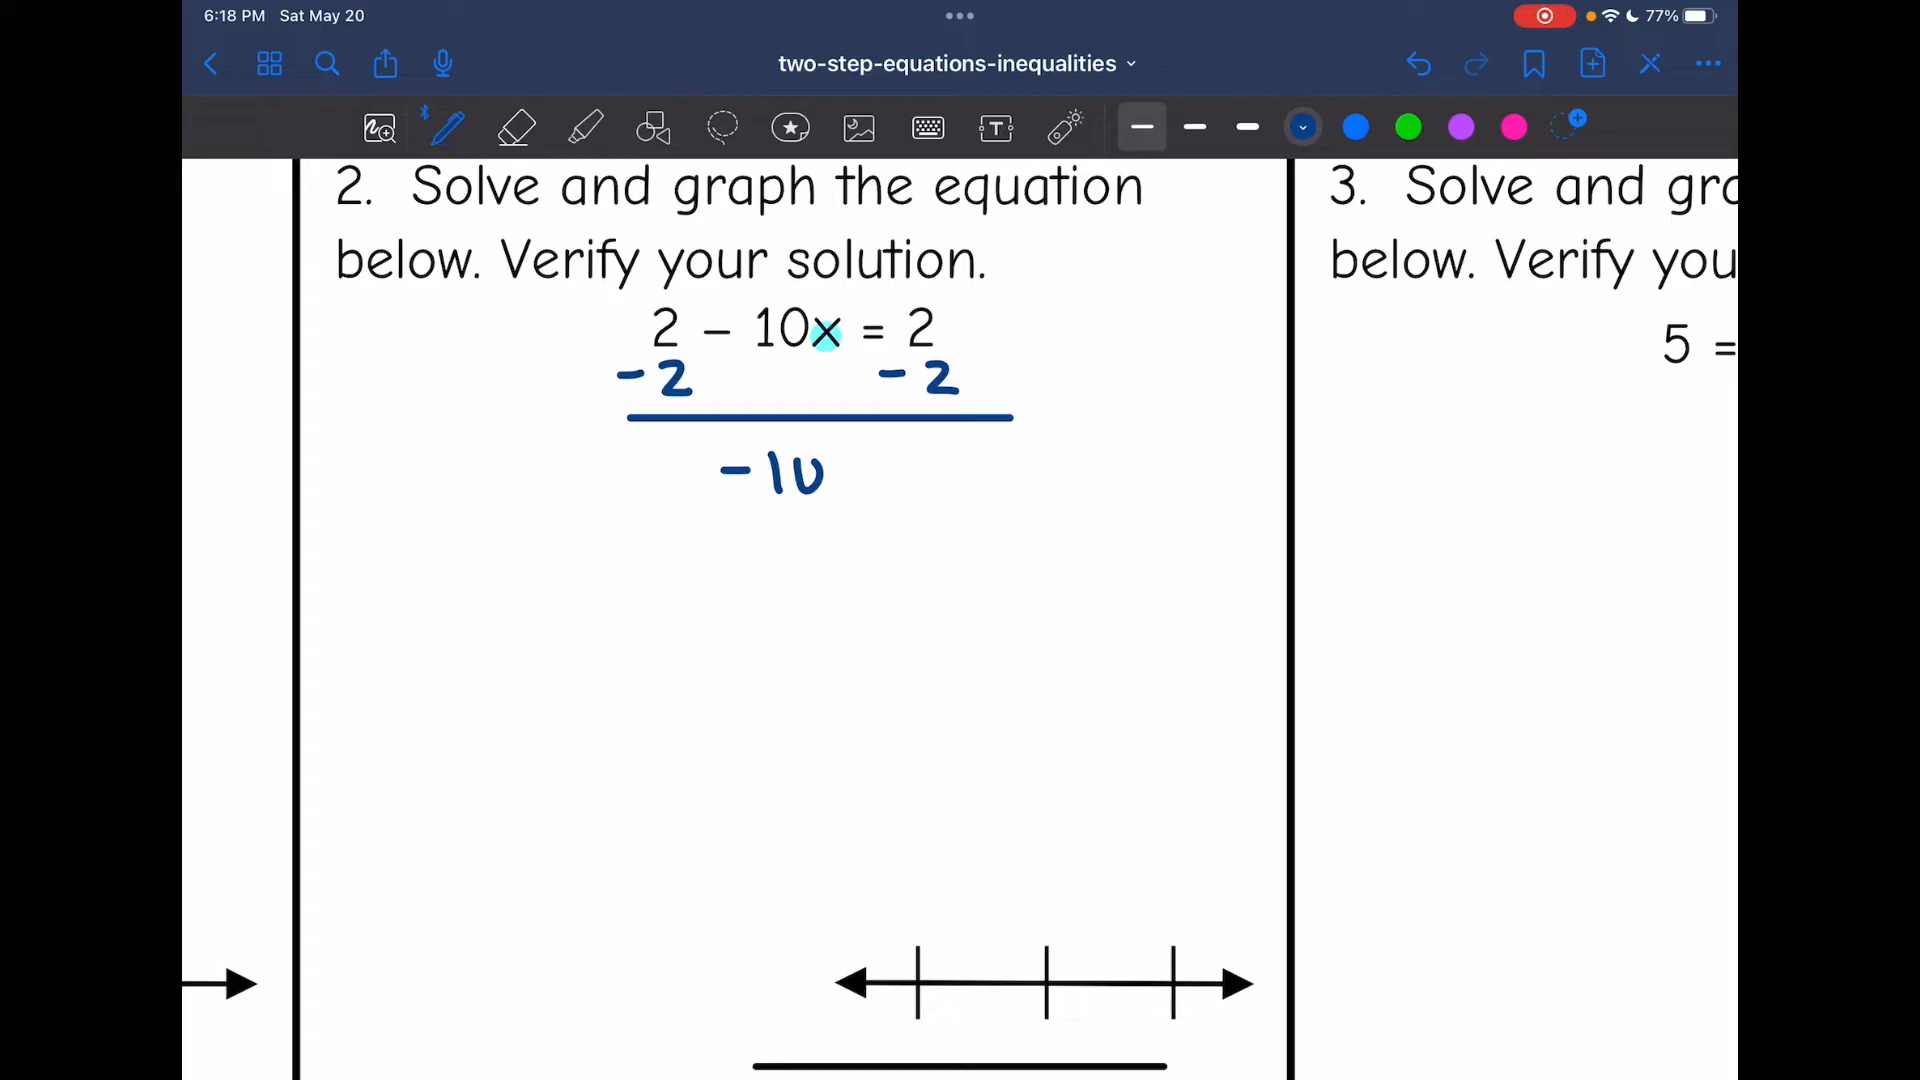 6:18 PM Sat May 20
77%
two-step-equations-inequalities
2. Solve and graph the equation
below. Verify your solution.
2 – 10x = 2
-2 -2
-10
3. Solve and gra
below. Verify you
5 =